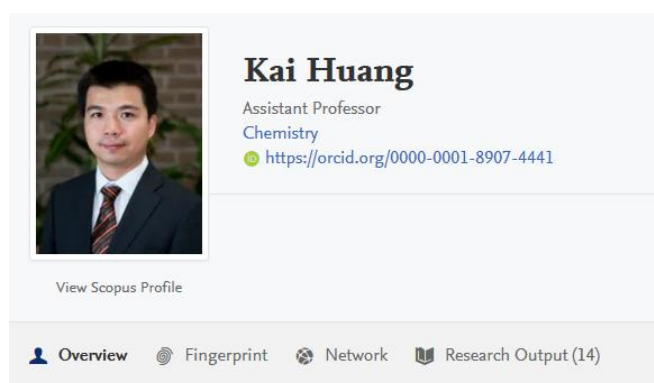 Kai Huang
Assistant Professor
Chemistry
https://orcid.org/0000-0001-8907-4441
View Scopus Profile
Overview Fingerprint Network Research Output (14)